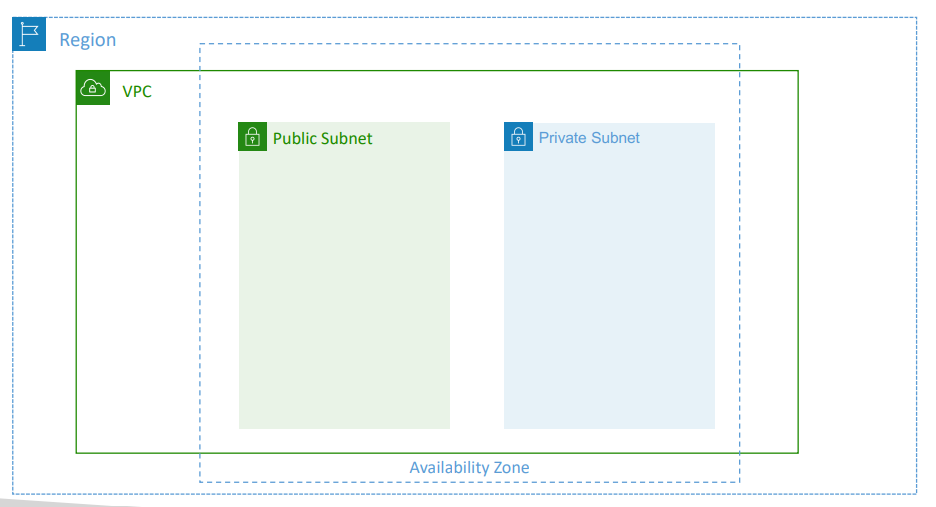 Region
VPC
Public Subnet
Private Subnet
Availability Zone